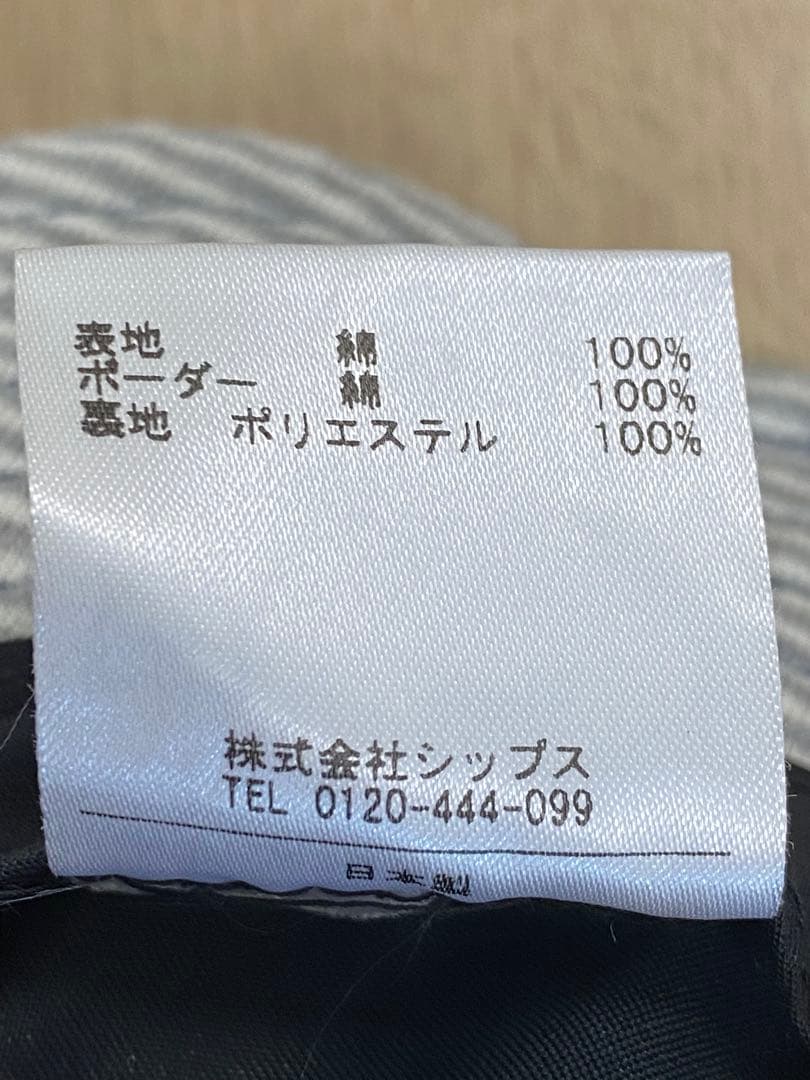 表地 綿 100%
ボーダー 綿 100%
裏地 ポリエステル 100%
株式会社シップス
TEL 0120-444-099
日本製